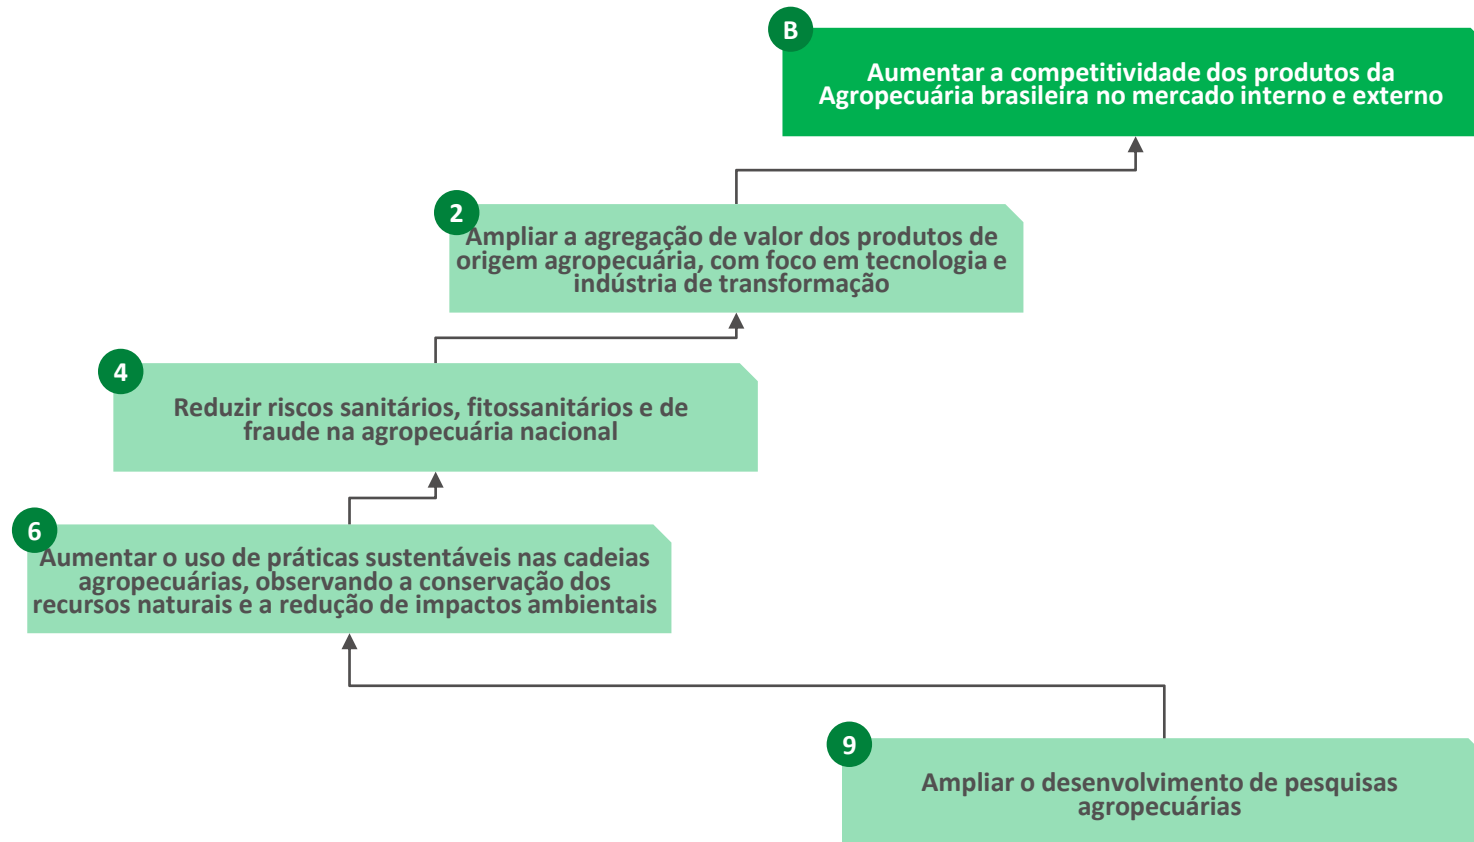 B
Aumentar a competitividade dos produtos da
Agropecuária brasileira no mercado interno e externo
2
Ampliar a agregação de valor dos produtos de
origem agropecuária, com foco em tecnologia e
indústria de transformação
4
Reduzir riscos sanitários, fitossanitários e de
fraude na agropecuária nacional
6
Aumentar o uso de práticas sustentáveis nas cadeias
agropecuárias, observando a conservação dos
recursos naturais e a redução de impactos ambientais
9
Ampliar o desenvolvimento de pesquisas
agropecuárias